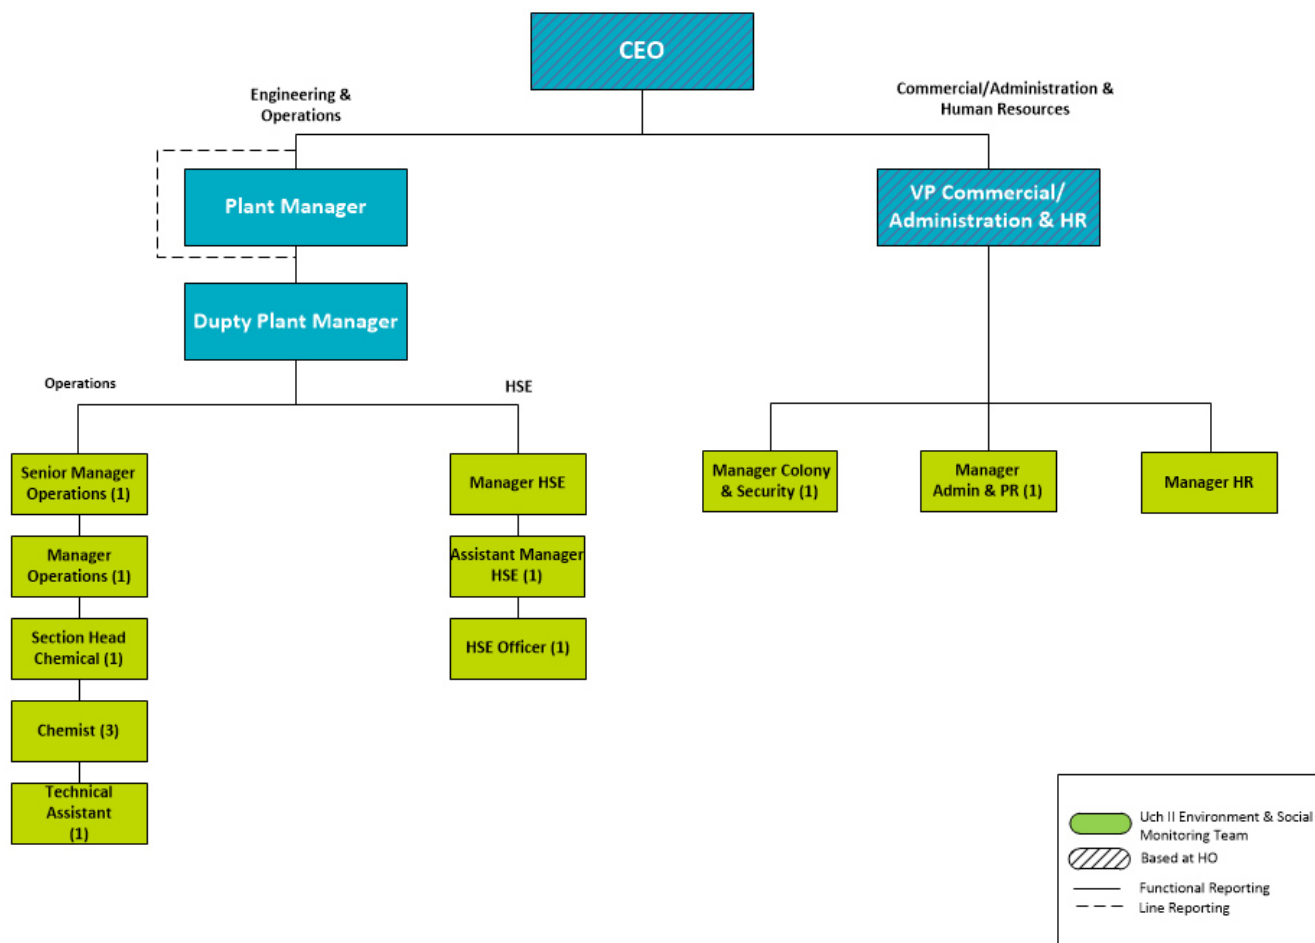 CEO
Engineering &
Operations
Commercial/Administration &
Human Resources
Plant Manager
VP Commercial/
Administration & HR
Dupty Plant Manager
Operations
HSE
Senior Manager
Operations (1)
Manager HSE
Manager Colony
& Security (1)
Manager
Admin & PR (1)
Manager HR
Manager
Operations (1)
Assistant Manager
HSE (1)
Section Head
Chemical (1)
HSE Officer (1)
Chemist (3)
Technical
Assistant
(1)
Uch II Environment & Social
Monitoring Team
Based at HO
Functional Reporting
Line Reporting